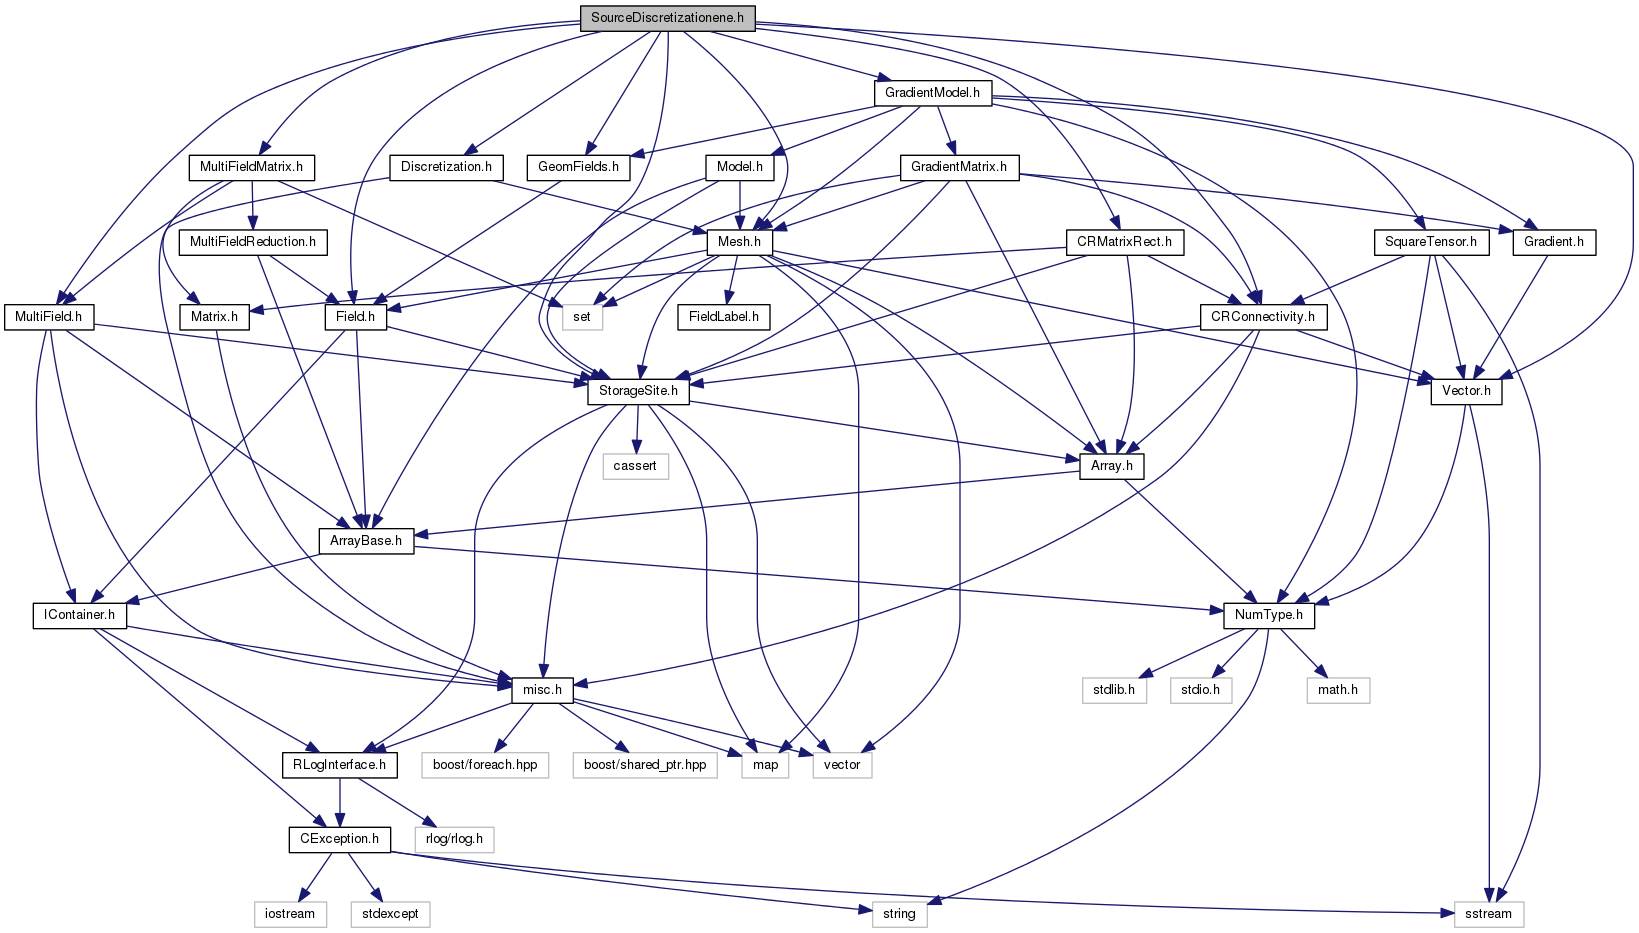 SourceDiscretizationene.h
GradientModel.h
MultiFieldMatrix.h
Discretization.h
GeomFields.h
Model.h
GradientMatrix.h
MultiFieldReduction.h
Mesh.h
CRMatrixRect.h
SquareTensor.h
Gradient.h
MultiField.h
Matrix.h
Field.h
set
FieldLabel.h
CRConnectivity.h
StorageSite.h
Vector.h
cassert
Array.h
ArrayBase.h
IContainer.h
NumType.h
misc.h
stdlib.h
stdio.h
math.h
RLogInterface.h
boost/foreach.hpp
boost/shared_ptr.hpp
map
vector
CException.h
rlog/rlog.h
iostream
stdexcept
string
sstream